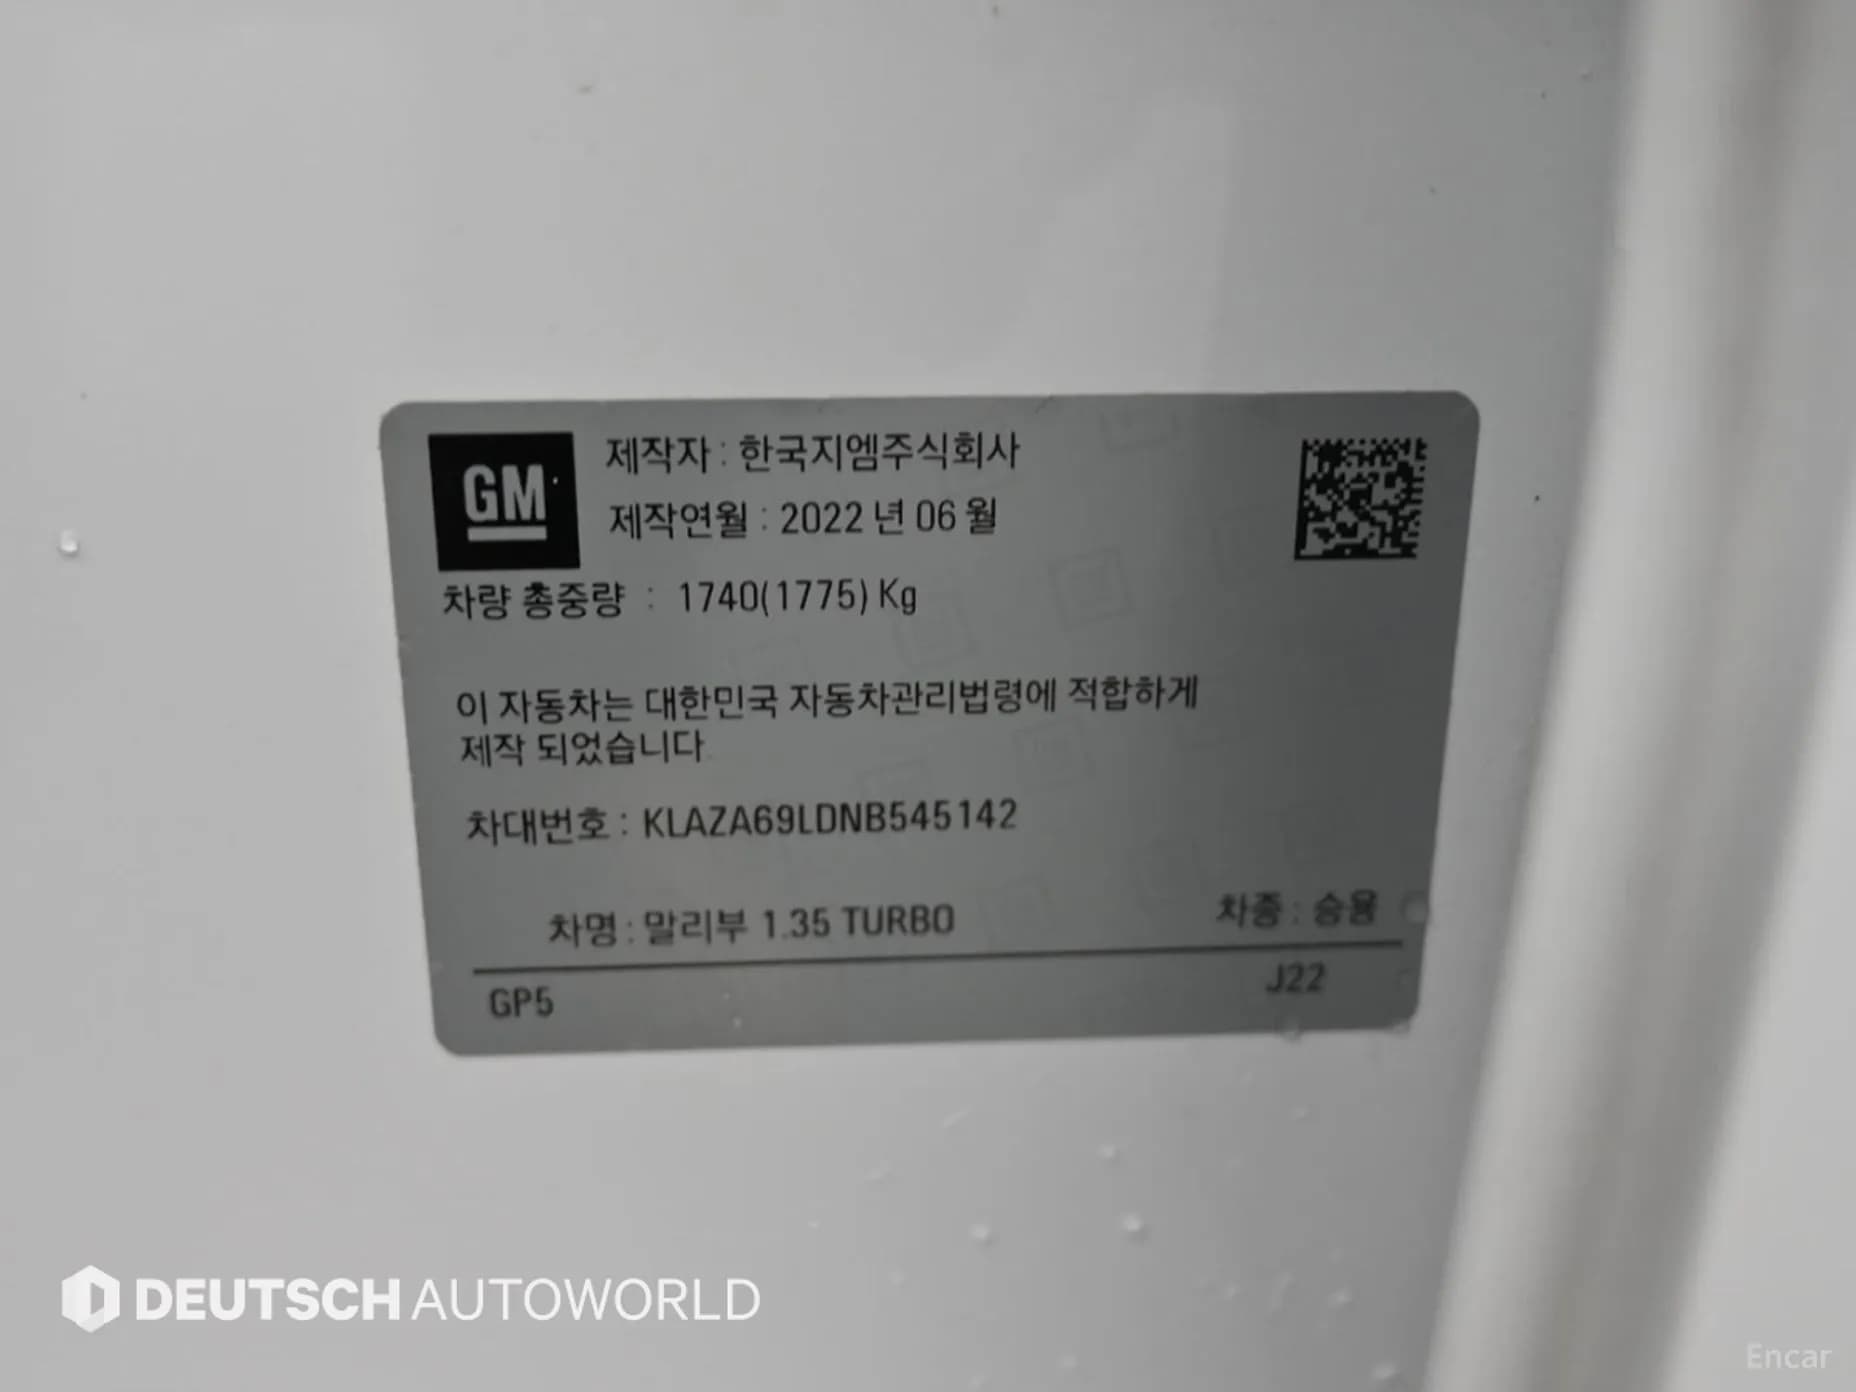 GM
제작자 : 한국지엠주식회사
제작연월 : 2022 년 06 월
차량 총중량 : 1740(1775) Kg
이 자동차는 대한민국 자동차관리법령에 적합하게
제작 되었습니다.
차대번호 : KLAZA69LDNB545142
차명 : 말리부 1.35 TURBO 차종 : 승용
GP5 J22
DEUTSCH AUTOWORLD
Encar